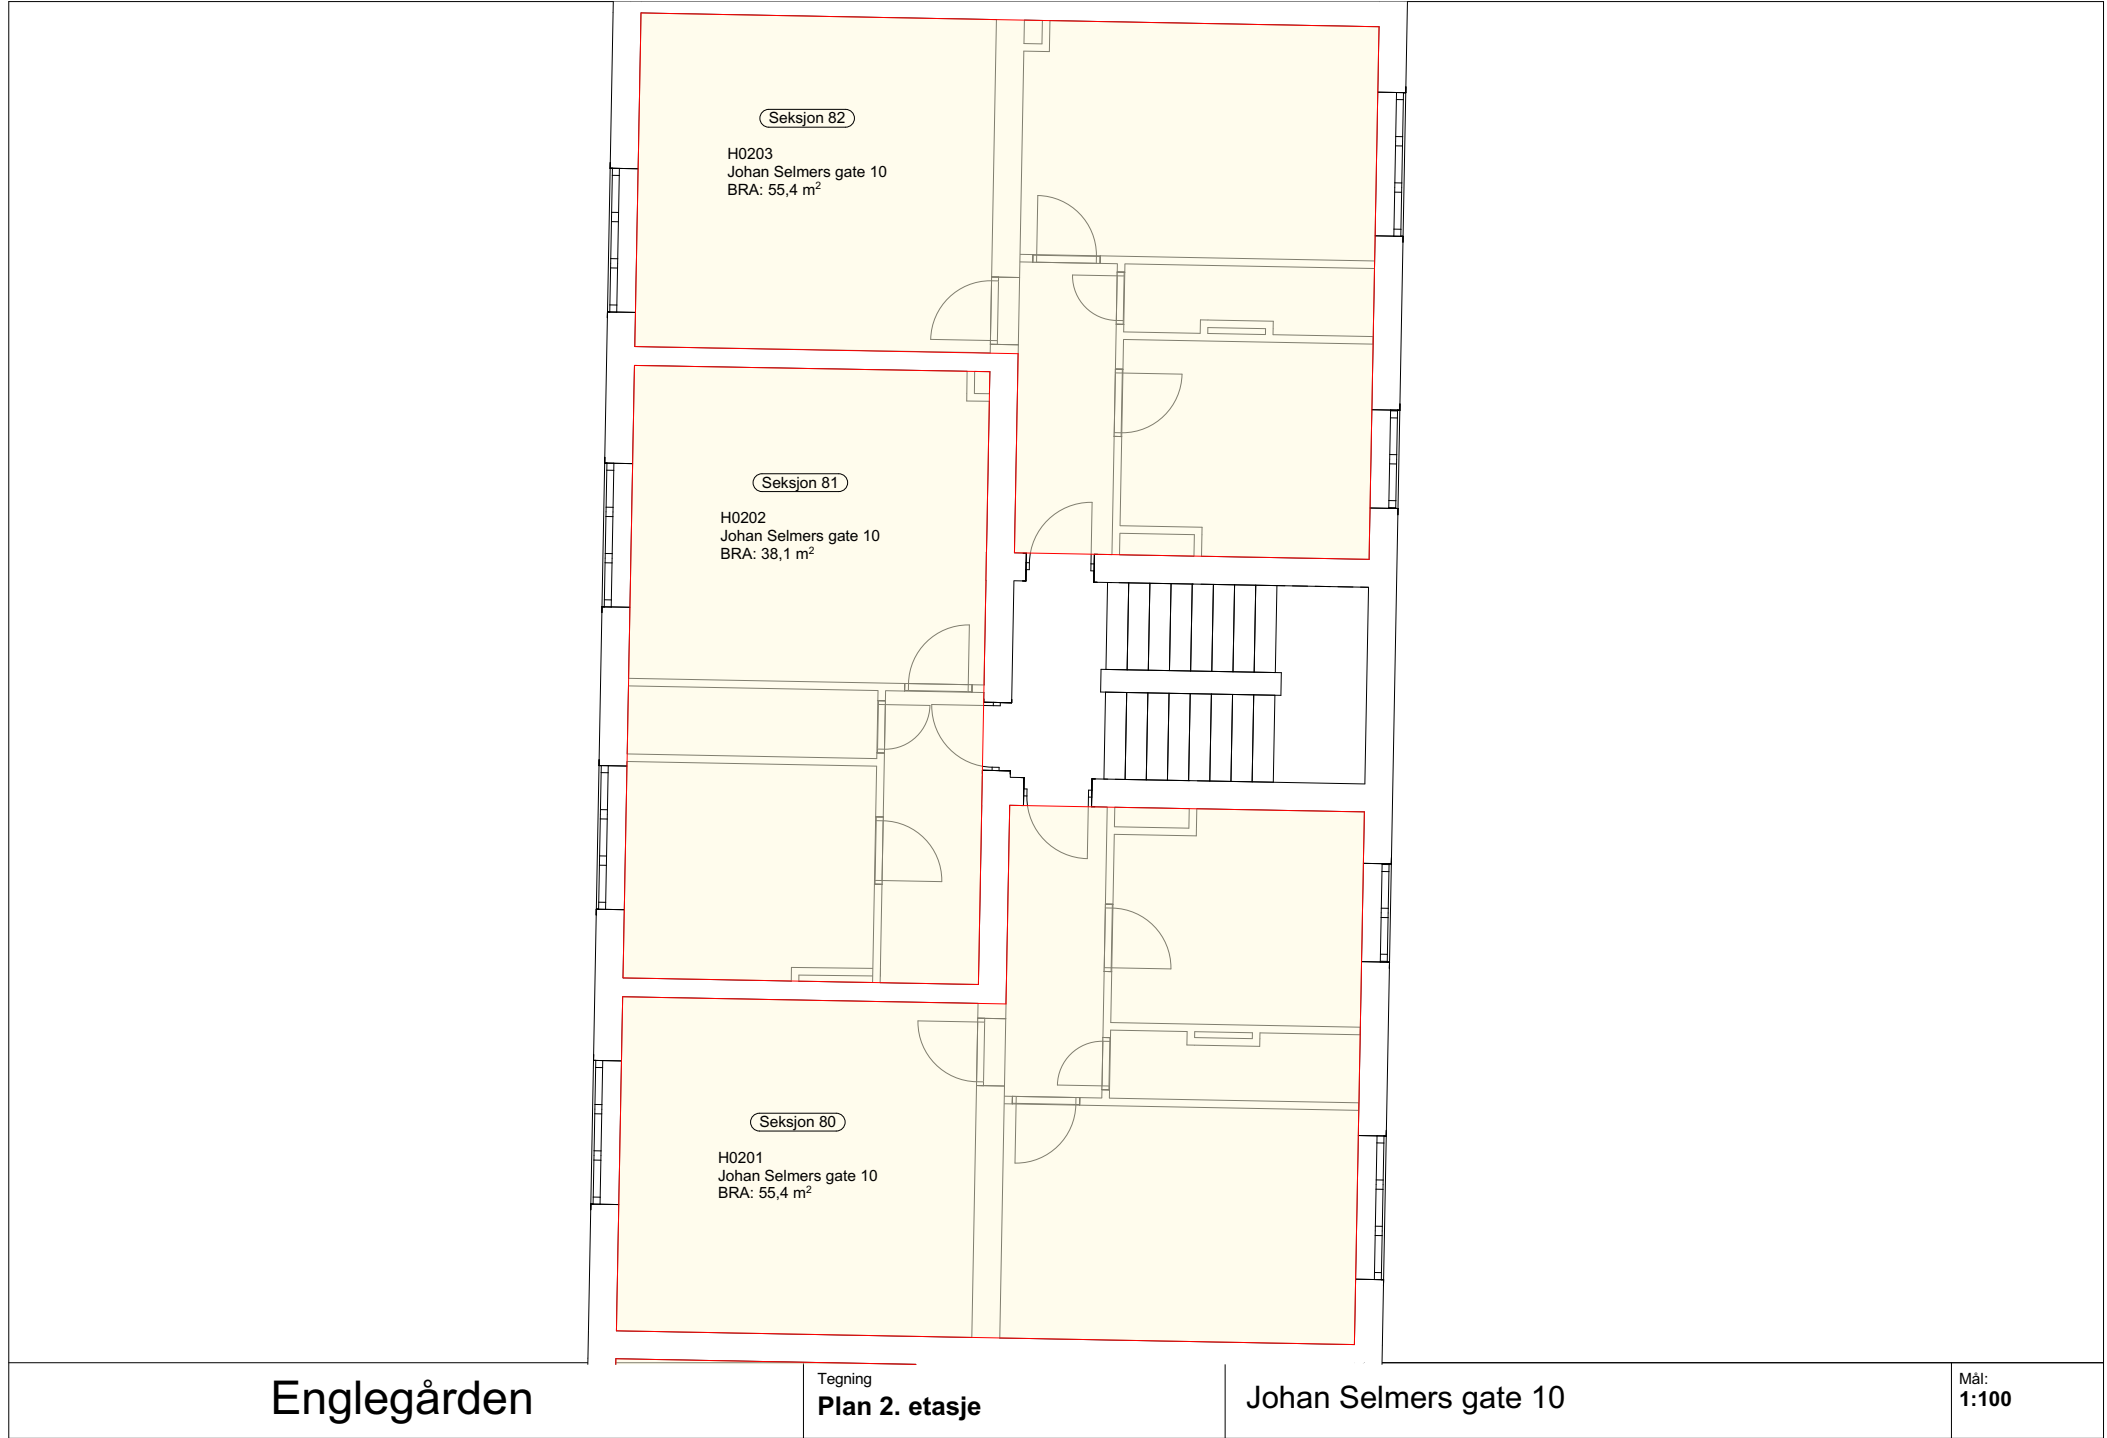 Seksjon 82
H0203
Johan Selmers gate 10
BRA: 55,4 m²
Seksjon 81
H0202
Johan Selmers gate 10
BRA: 38,1 m²
Seksjon 80
H0201
Johan Selmers gate 10
BRA: 55,4 m²
Englegården
Tegning
Plan 2. etasje
Johan Selmers gate 10
Mål:
1:100